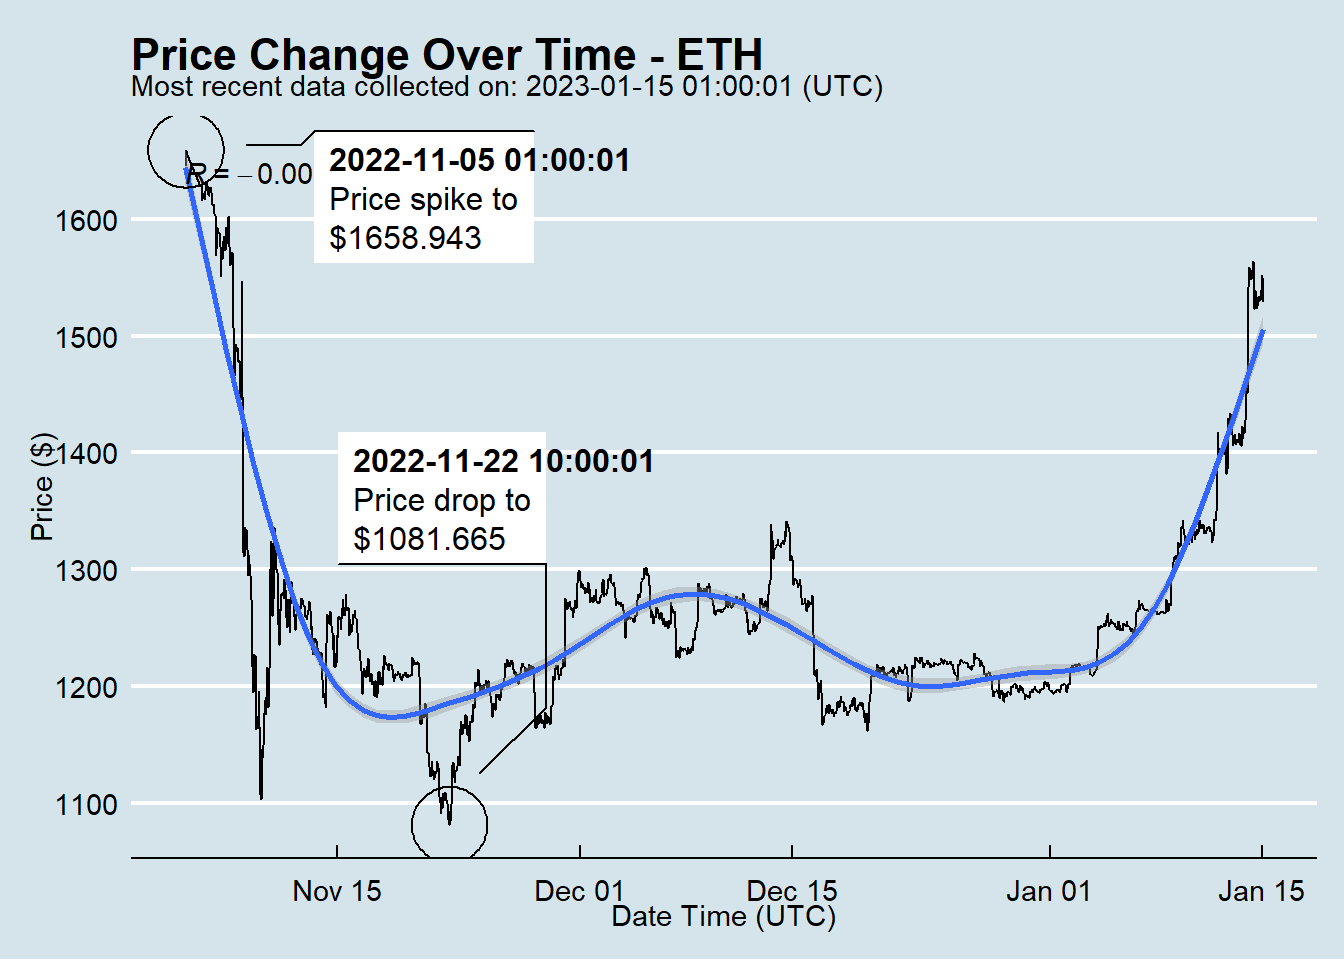 Price Change Over Time - ETH
Most recent data collected on: 2023-01-15 01:00:01 (UTC)
R = −0.00
2022-11-05 01:00:01
Price spike to
$1658.943
1600
1500
2022-11-22 10:00:01
Price drop to
$1081.665
1400
Price ($)
1300
1200
1100
Nov 15 Dec 01 Dec 15 Jan 01 Jan 15
Date Time (UTC)